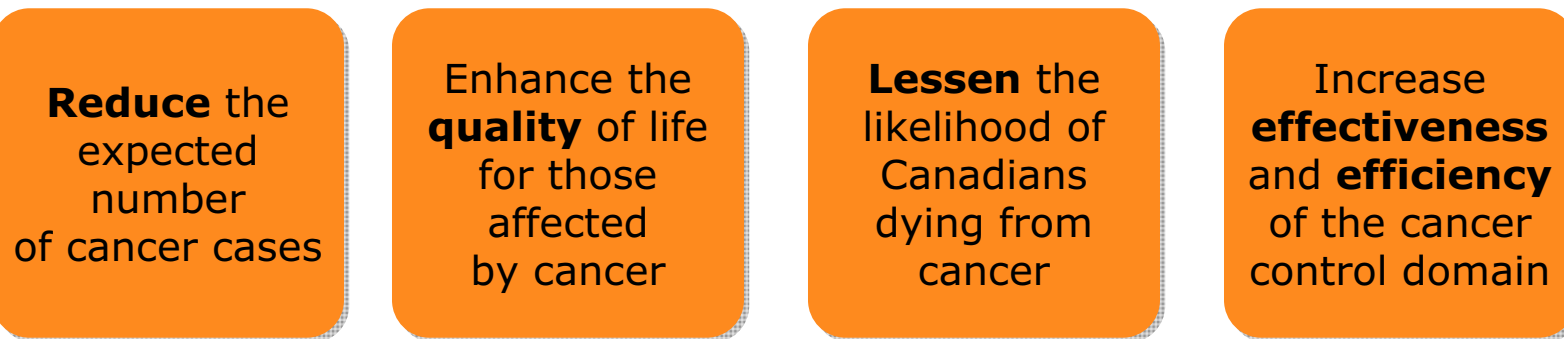 Reduce the
expected
number
of cancer cases
Enhance the
quality of life
for those
affected
by cancer
Lessen the
likelihood of
Canadians
dying from
cancer
Increase
effectiveness
and efficiency
of the cancer
control domain